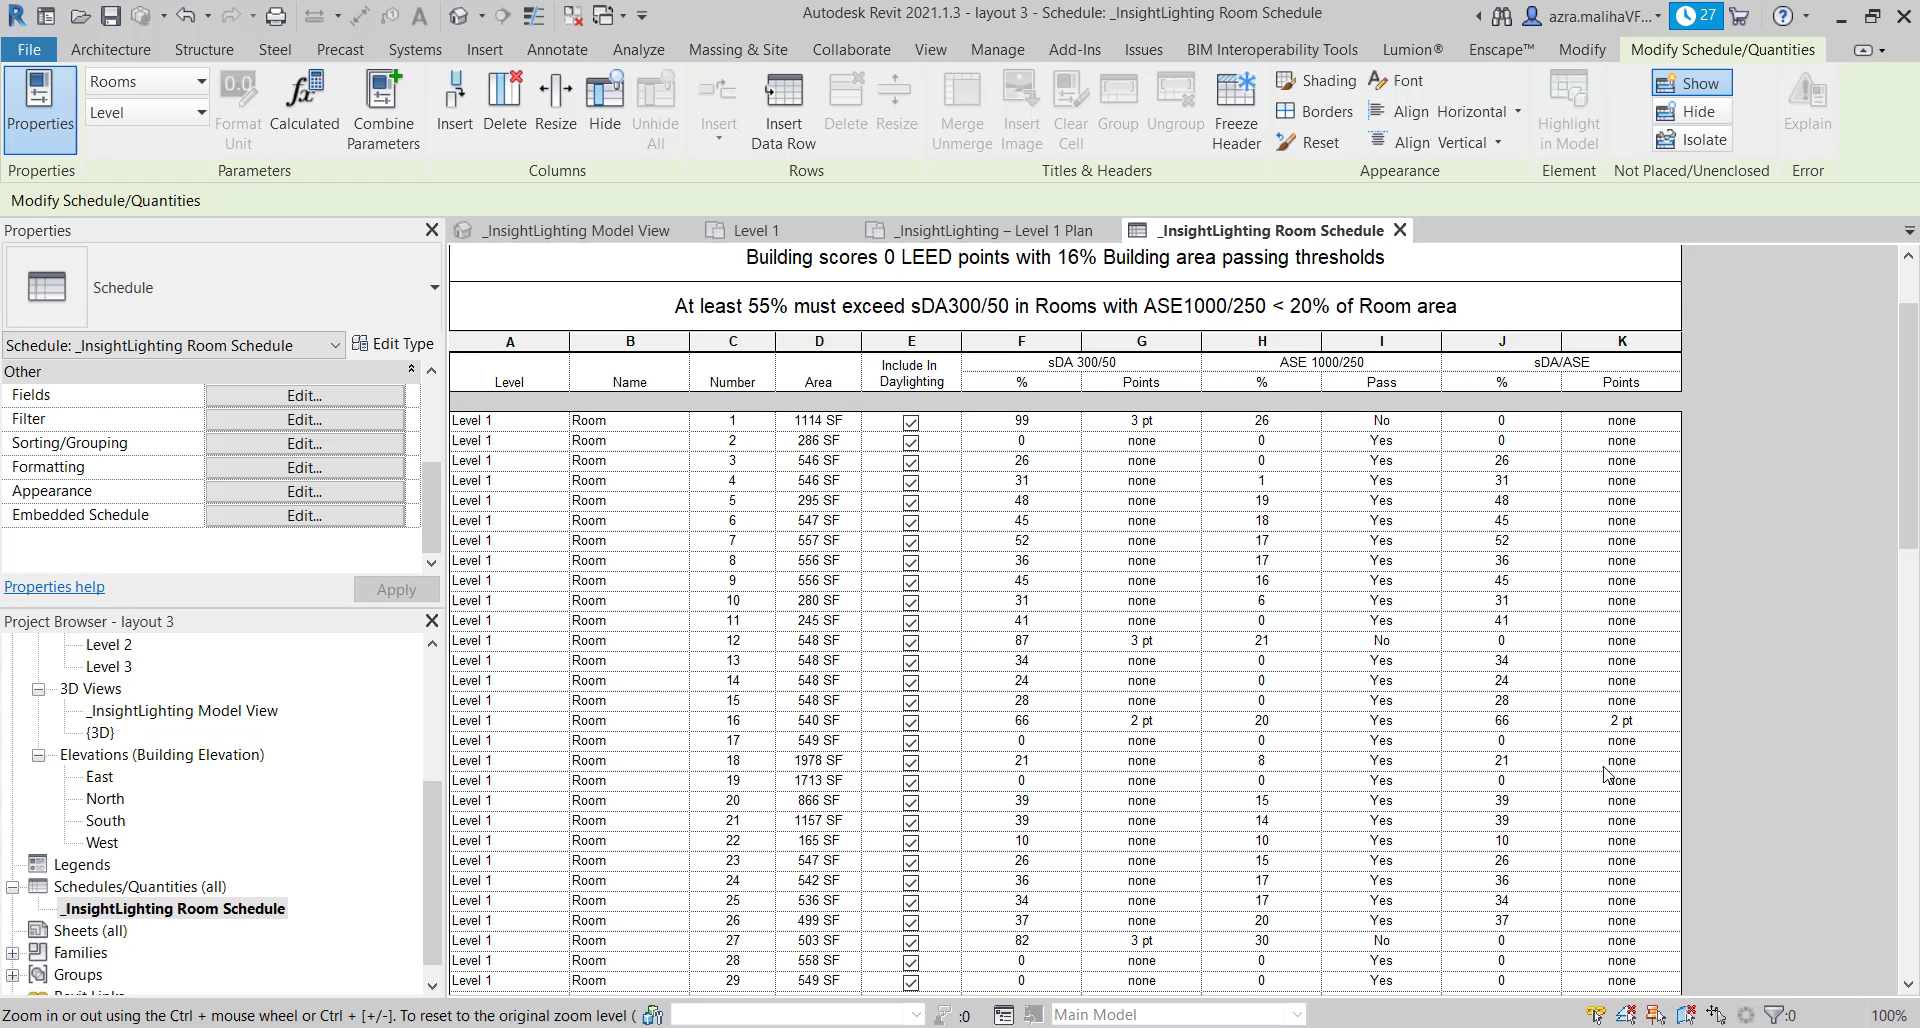 Autodesk Revit 2021.1.3 - layout 3 - Schedule: _InsightLighting Room Schedule
azra.malihaVF...
27
File Architecture Structure Steel Precast Systems Insert Annotate Analyze Massing & Site Collaborate View Manage Add-Ins Issues BIM Interoperability Tools Lumion® Enscape™ Modify Modify Schedule/Quantities
Properties
Rooms
Level
Format Unit
Calculated
Combine Parameters
Insert
Delete
Resize
Hide
Unhide All
Insert
Insert Data Row
Delete
Resize
Merge Unmerge
Insert Image
Clear Cell
Group
Ungroup
Freeze Header
Shading
Borders
Reset
Font
Align Horizontal
Align Vertical
Highlight in Model
Show
Hide
Isolate
Explain
Properties Parameters Columns Rows Titles & Headers Appearance Element Not Placed/Unenclosed Error
Modify Schedule/Quantities
Properties
Schedule
Schedule: _InsightLighting Room Schedule
Edit Type
Other
Fields Edit...
Filter Edit...
Sorting/Grouping Edit...
Formatting Edit...
Appearance Edit...
Embedded Schedule Edit...
Properties help
Apply
Project Browser - layout 3
Level 2
Level 3
3D Views
_InsightLighting Model View
{3D}
Elevations (Building Elevation)
East
North
South
West
Legends
Schedules/Quantities (all)
_InsightLighting Room Schedule
Sheets (all)
Families
Groups
Revit Links
_InsightLighting Model View
Level 1
_InsightLighting – Level 1 Plan
_InsightLighting Room Schedule
Building scores 0 LEED points with 16% Building area passing thresholds
At least 55% must exceed sDA300/50 in Rooms with ASE1000/250 < 20% of Room area
A B C D E F G H I J K
Level Name Number Area Include In Daylighting sDA 300/50 ASE 1000/250 sDA/ASE
% Points % Pass % Points
Level 1 Room 1 1114 SF 99 3 pt 26 No 0 none
Level 1 Room 2 286 SF 0 none 0 Yes 0 none
Level 1 Room 3 546 SF 26 none 0 Yes 26 none
Level 1 Room 4 546 SF 31 none 1 Yes 31 none
Level 1 Room 5 295 SF 48 none 19 Yes 48 none
Level 1 Room 6 547 SF 45 none 18 Yes 45 none
Level 1 Room 7 557 SF 52 none 17 Yes 52 none
Level 1 Room 8 556 SF 36 none 17 Yes 36 none
Level 1 Room 9 556 SF 45 none 16 Yes 45 none
Level 1 Room 10 280 SF 31 none 6 Yes 31 none
Level 1 Room 11 245 SF 41 none 0 Yes 41 none
Level 1 Room 12 548 SF 87 3 pt 21 No 0 none
Level 1 Room 13 548 SF 34 none 0 Yes 34 none
Level 1 Room 14 548 SF 24 none 0 Yes 24 none
Level 1 Room 15 548 SF 28 none 0 Yes 28 none
Level 1 Room 16 540 SF 66 2 pt 20 Yes 66 2 pt
Level 1 Room 17 549 SF 0 none 0 Yes 0 none
Level 1 Room 18 1978 SF 21 none 8 Yes 21 none
Level 1 Room 19 1713 SF 0 none 0 Yes 0 none
Level 1 Room 20 866 SF 39 none 15 Yes 39 none
Level 1 Room 21 1157 SF 39 none 14 Yes 39 none
Level 1 Room 22 165 SF 10 none 10 Yes 10 none
Level 1 Room 23 547 SF 26 none 15 Yes 26 none
Level 1 Room 24 542 SF 36 none 17 Yes 36 none
Level 1 Room 25 536 SF 34 none 17 Yes 34 none
Level 1 Room 26 499 SF 37 none 20 Yes 37 none
Level 1 Room 27 503 SF 82 3 pt 30 No 0 none
Level 1 Room 28 558 SF 0 none 0 Yes 0 none
Level 1 Room 29 549 SF 0 none 0 Yes 0 none
Zoom in or out using the Ctrl + mouse wheel or Ctrl + [+/-]. To reset to the original zoom level (
:0
Main Model
:0
100%